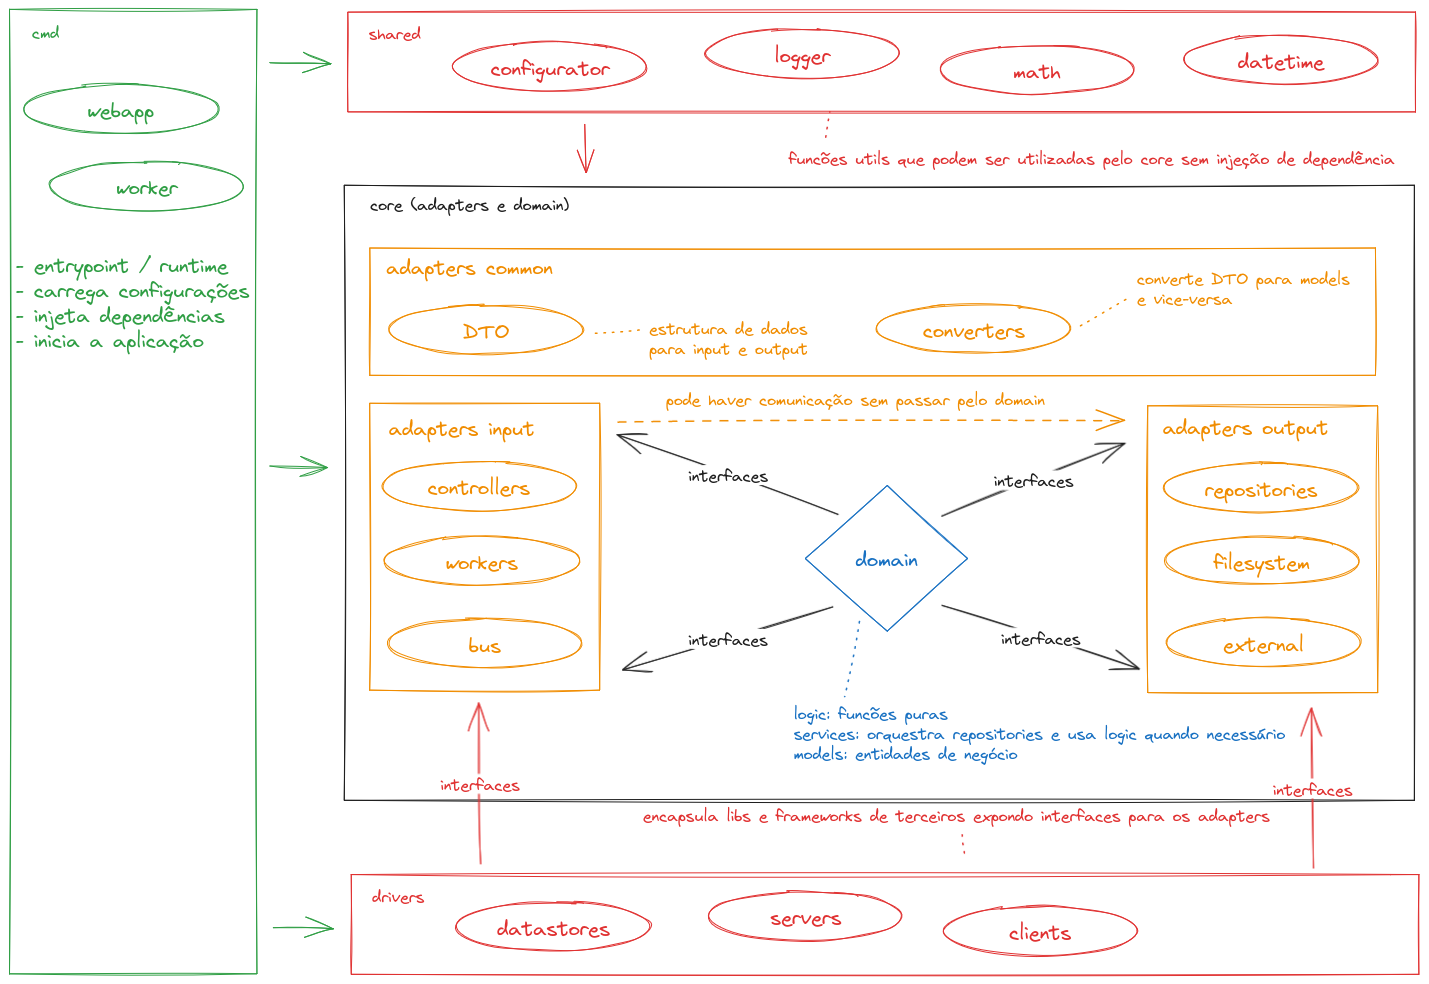 cmd
webapp
worker
- entrypoint / runtime
- carrega configurações
- injeta dependências
- inicia a aplicação
shared
configurator
logger
math
datetime
funcões utils que podem ser utilizadas pelo core sem injeção de dependência
core (adapters e domain)
adapters common
DTO
estrutura de dados
para input e output
converters
converte DTO para models
e vice-versa
pode haver comunicação sem passar pelo domain
adapters input
controllers
workers
bus
interfaces
interfaces
interfaces
interfaces
domain
adapters output
repositories
filesystem
external
logic: funcões puras
services: orquestra repositories e usa logic quando necessário
models: entidades de negócio
interfaces
interfaces
encapsula libs e frameworks de terceiros expondo interfaces para os adapters
drivers
datastores
servers
clients